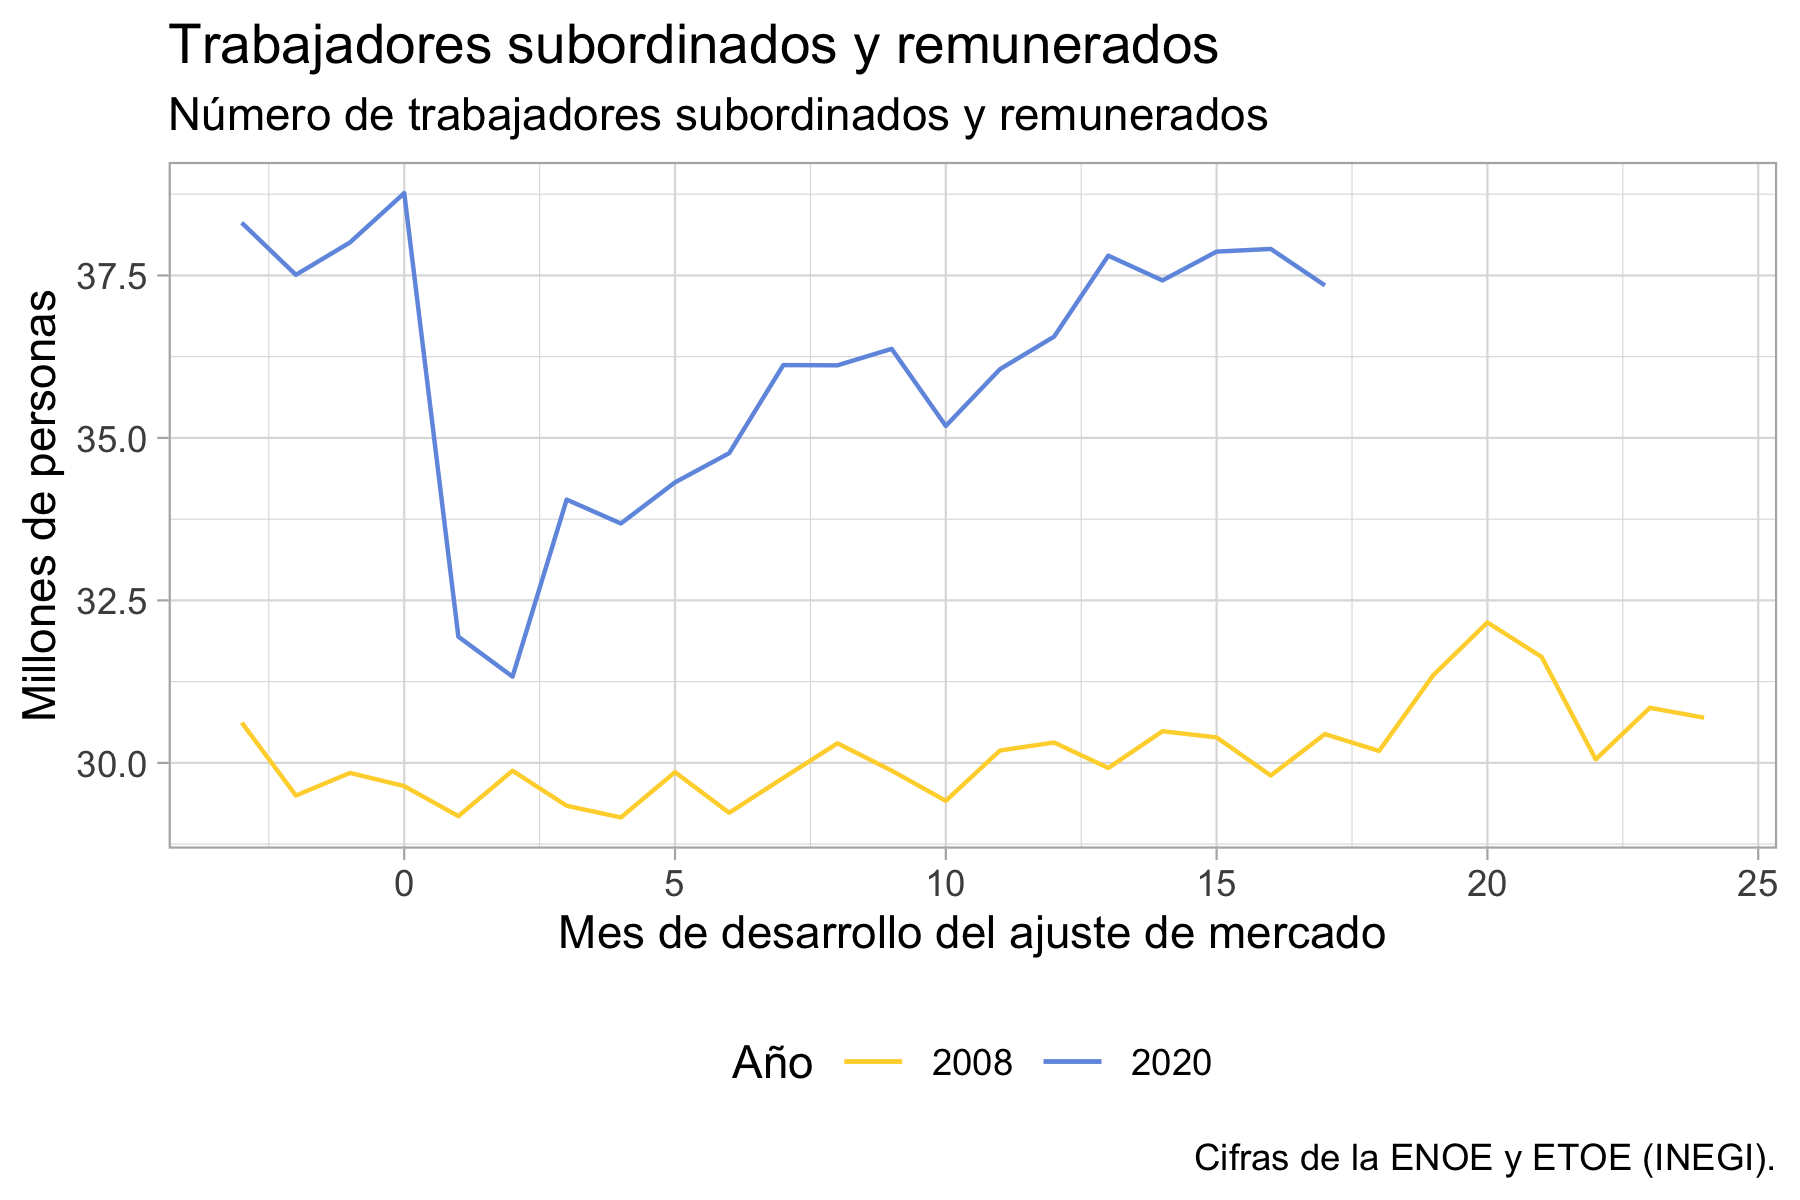 Trabajadores subordinados y remunerados
Número de trabajadores subordinados y remunerados
Millones de personas
37.5
35.0
32.5
30.0
0 5 10 15 20 25
Mes de desarrollo del ajuste de mercado
Año 2008 2020
Cifras de la ENOE y ETOE (INEGI).